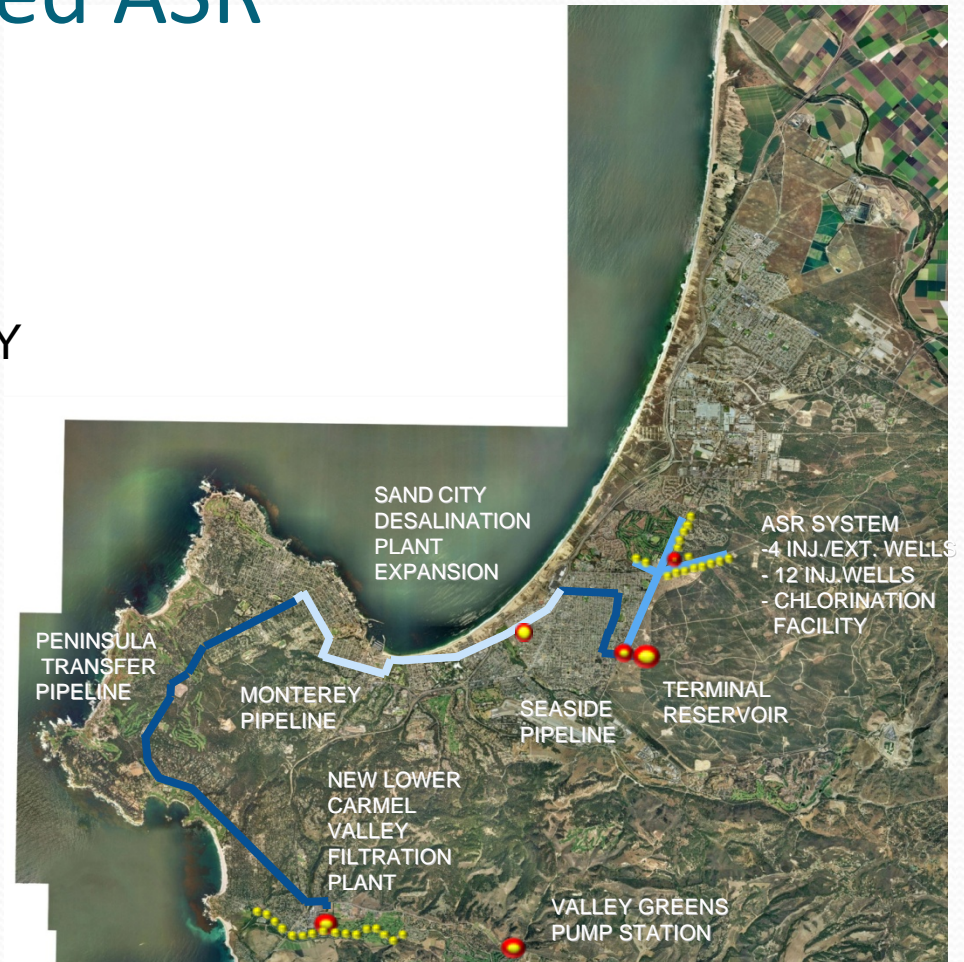 ed ASR
Y
SAND CITY
DESALINATION
PLANT
EXPANSION
ASR SYSTEM
-4 INJ./EXT. WELLS
- 12 INJ.WELLS
- CHLORINATION
FACILITY
PENINSULA
TRANSFER
PIPELINE
MONTEREY
PIPELINE
SEASIDE
PIPELINE
TERMINAL
RESERVOIR
NEW LOWER
CARMEL
VALLEY
FILTRATION
PLANT
VALLEY GREENS
PUMP STATION